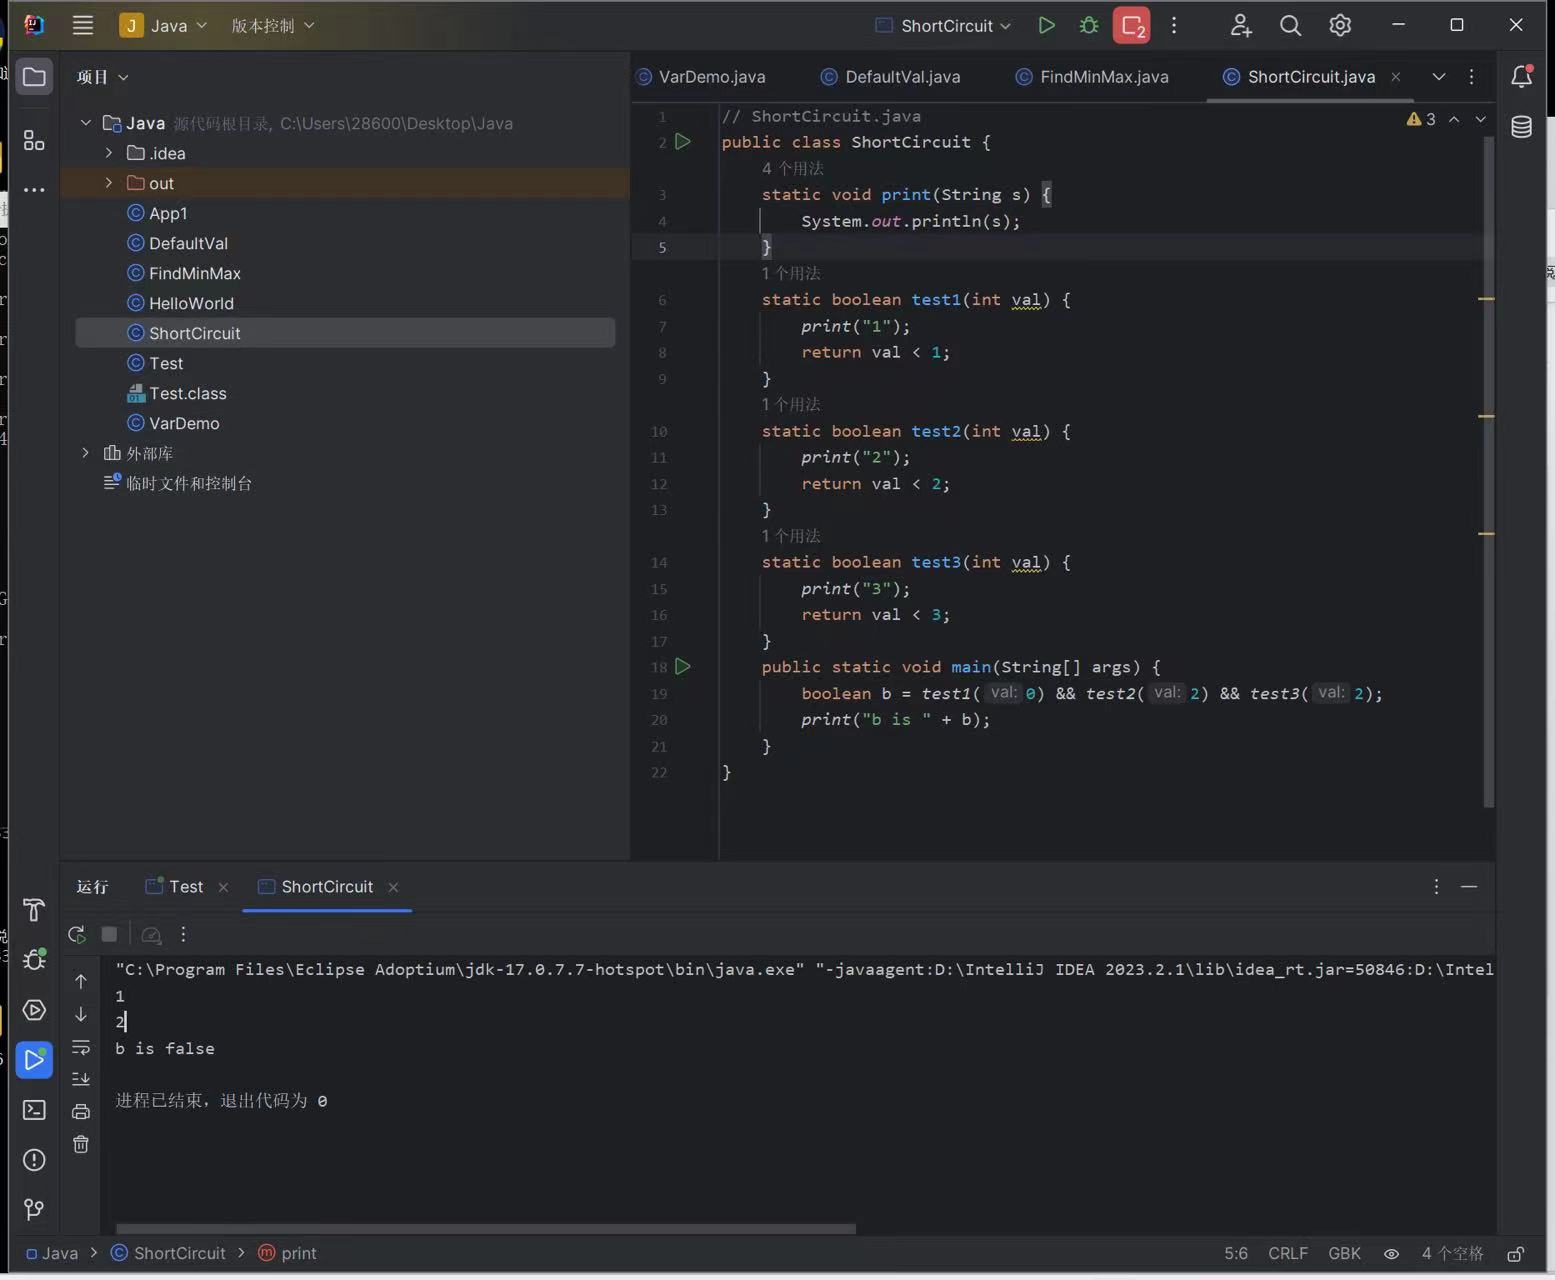 J Java 版本控制 ShortCircuit 2
项目
VarDemo.java DefaultVal.java FindMinMax.java ShortCircuit.java
Java 源代码根目录, C:\Users\28600\Desktop\Java
.idea
out
App1
DefaultVal
FindMinMax
HelloWorld
ShortCircuit
Test
Test.class
VarDemo
外部库
临时文件和控制台
3
1 // ShortCircuit.java
2 public class ShortCircuit {
4 个用法
3 static void print(String s) {
4 System.out.println(s);
5 }
1 个用法
6 static boolean test1(int val) {
7 print("1");
8 return val < 1;
9 }
1 个用法
10 static boolean test2(int val) {
11 print("2");
12 return val < 2;
13 }
1 个用法
14 static boolean test3(int val) {
15 print("3");
16 return val < 3;
17 }
18 public static void main(String[] args) {
19 boolean b = test1( val: 0) && test2( val: 2) && test3( val: 2);
20 print("b is " + b);
21 }
22 }
运行 Test ShortCircuit
"C:\Program Files\Eclipse Adoptium\jdk-17.0.7.7-hotspot\bin\java.exe" "-javaagent:D:\IntelliJ IDEA 2023.2.1\lib\idea_rt.jar=50846:D:\Intel
1
2
b is false
进程已结束，退出代码为 0
Java ShortCircuit print
5:6 CRLF GBK 4 个空格